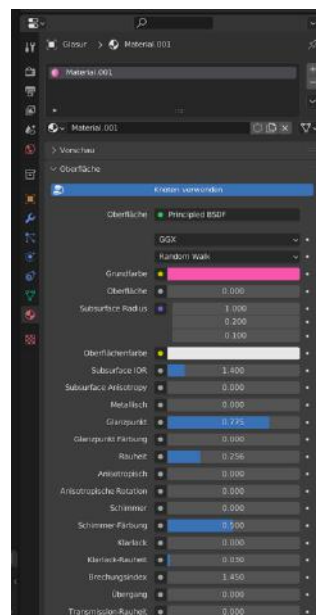 Glasur > Material.001
Material.001
Material.001
> Vorschau
Oberfläche
Knoten verwenden
Oberfläche Principled BSDF
GGX
Random Walk
Grundfarbe
Oberfläche 0.000
Subsurface Radius 1.000
0.200
0.100
Oberflächenfarbe
Subsurface IOR 1.400
Subsurface Anisotropy 0.000
Metallisch 0.000
Glanzpunkt 0.775
Glanzpunkt Färbung 0.000
Rauheit 0.256
Anisotropisch 0.000
Anisotropische Rotation 0.000
Schimmer 0.000
Schimmer-Färbung 0.500
Klarlack 0.000
Klarlack-Rauheit 0.030
Brechungsindex 1.450
Übergang 0.000
Transmission-Rauheit 0.000